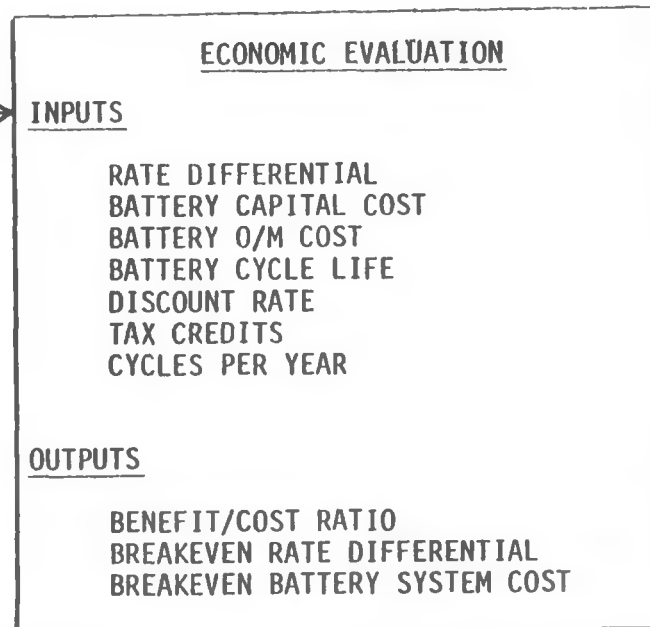 ECONOMIC EVALUATION
INPUTS
RATE DIFFERENTIAL
BATTERY CAPITAL COST
BATTERY O/M COST
BATTERY CYCLE LIFE
DISCOUNT RATE
TAX CREDITS
CYCLES PER YEAR
OUTPUTS
BENEFIT/COST RATIO
BREAKEVEN RATE DIFFERENTIAL
BREAKEVEN BATTERY SYSTEM COST